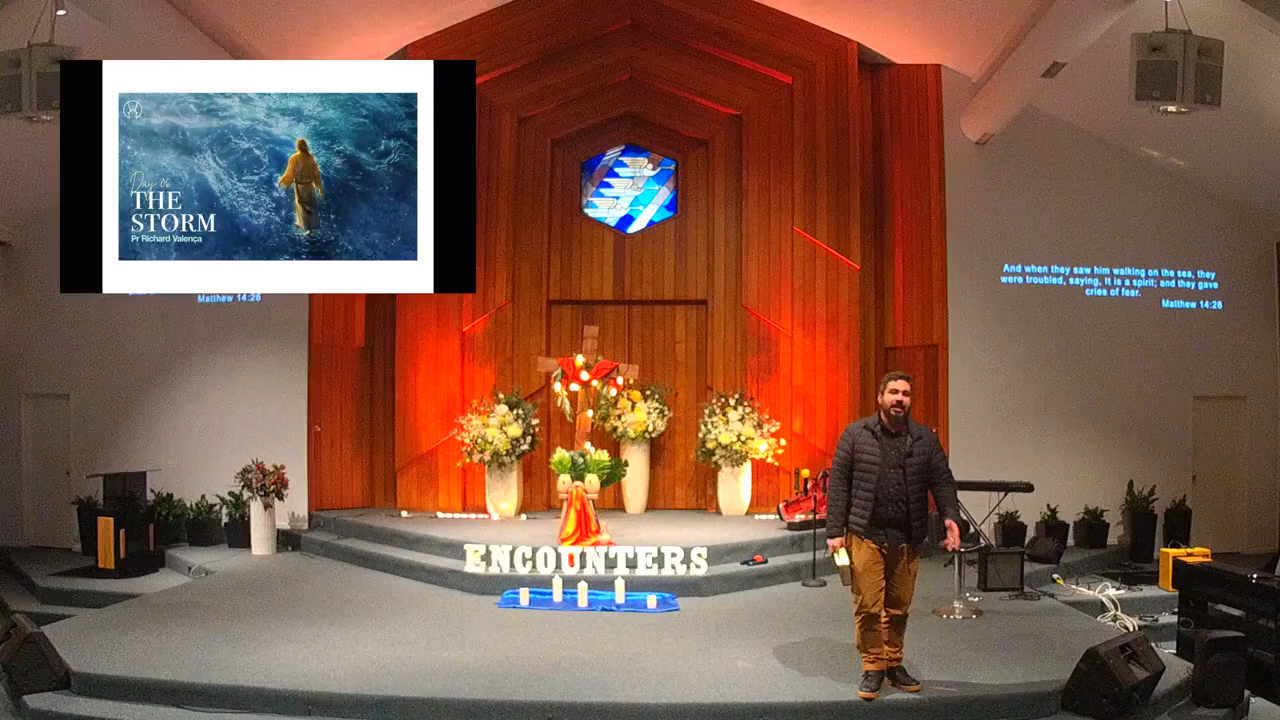 Day 06
THE
STORM
Pr Richard Valença
Matthew 14:26
And when they saw him walking on the sea, they
were troubled, saying, It is a spirit; and they gave
cries of fear.
Matthew 14:26
ENCOUNTERS